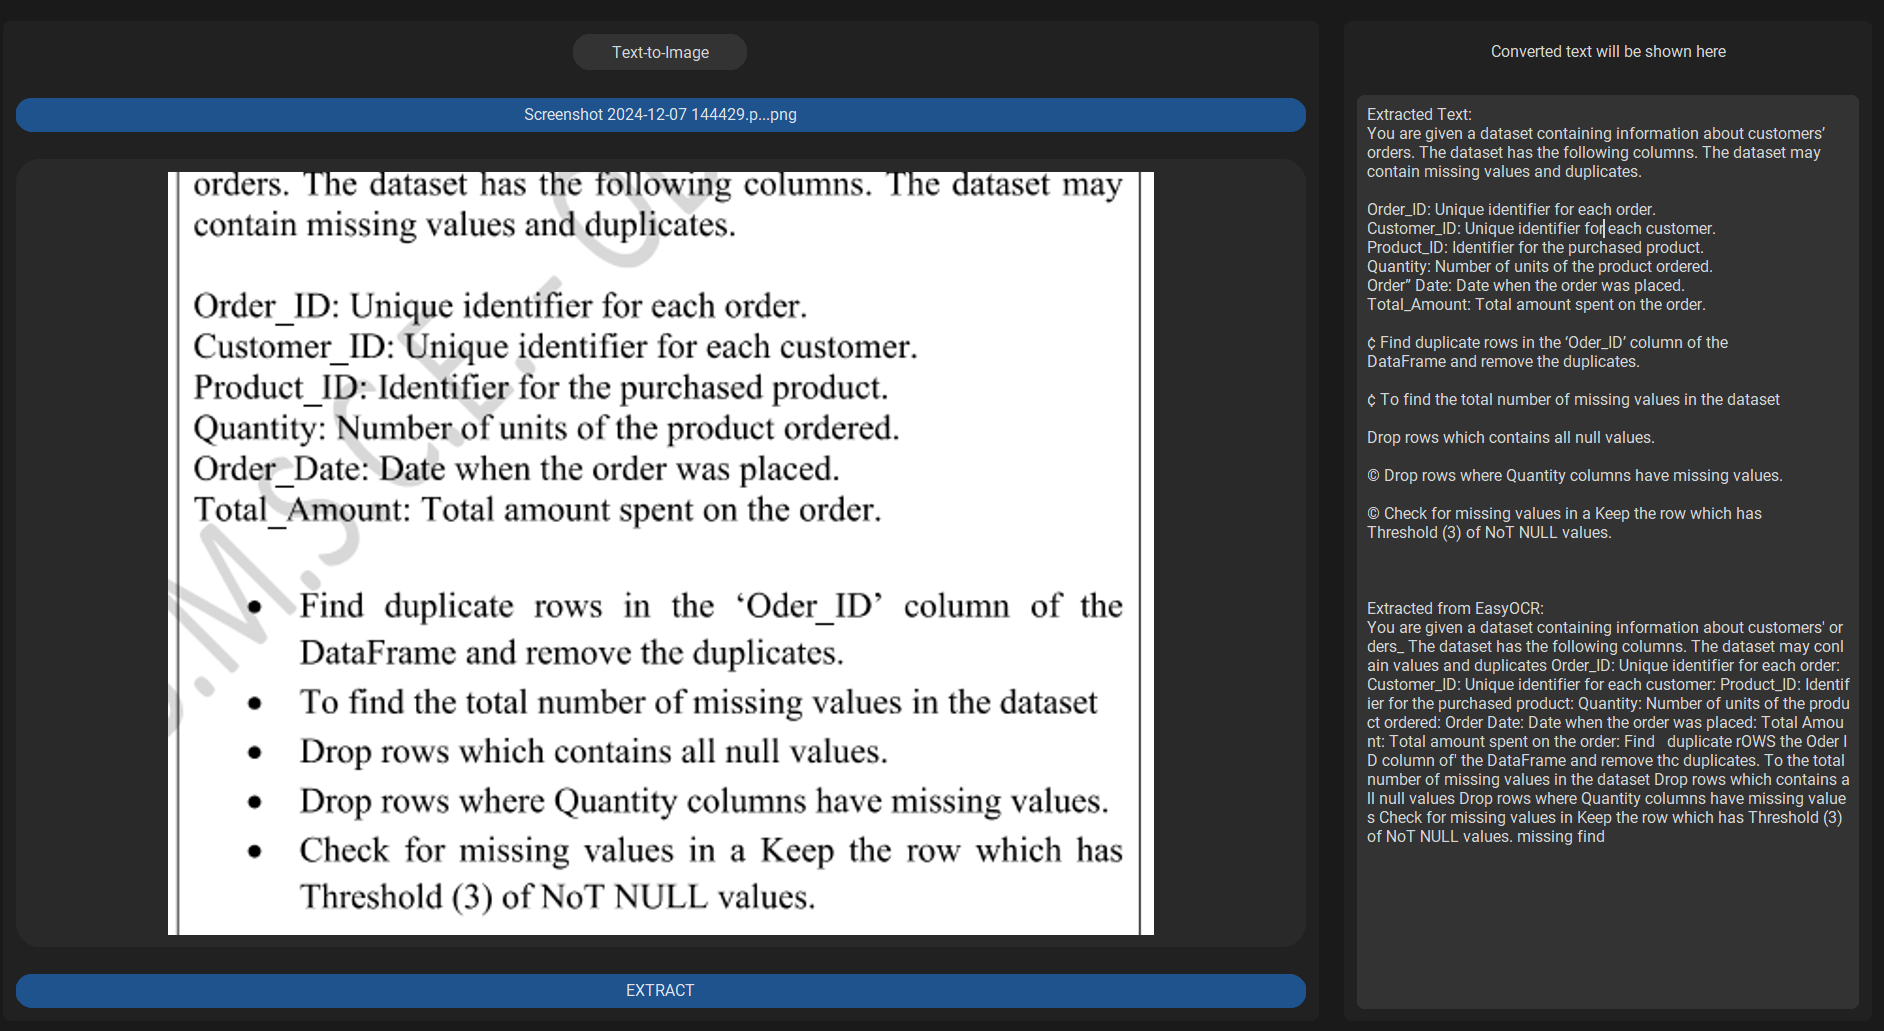 Text-to-Image
Screenshot 2024-12-07 144429.p...png
orders. The dataset has the following columns. The dataset may
contain missing values and duplicates.
Order_ID: Unique identifier for each order.
Customer_ID: Unique identifier for each customer.
Product_ID: Identifier for the purchased product.
Quantity: Number of units of the product ordered.
Order_Date: Date when the order was placed.
Total_Amount: Total amount spent on the order.
• Find duplicate rows in the ‘Oder_ID’ column of the
DataFrame and remove the duplicates.
• To find the total number of missing values in the dataset
• Drop rows which contains all null values.
• Drop rows where Quantity columns have missing values.
• Check for missing values in a Keep the row which has
Threshold (3) of NoT NULL values.
EXTRACT
Converted text will be shown here
Extracted Text:
You are given a dataset containing information about customers’
orders. The dataset has the following columns. The dataset may
contain missing values and duplicates.
Order_ID: Unique identifier for each order.
Customer_ID: Unique identifier for each customer.
Product_ID: Identifier for the purchased product.
Quantity: Number of units of the product ordered.
Order” Date: Date when the order was placed.
Total_Amount: Total amount spent on the order.
¢ Find duplicate rows in the ‘Oder_ID’ column of the
DataFrame and remove the duplicates.
¢ To find the total number of missing values in the dataset
Drop rows which contains all null values.
© Drop rows where Quantity columns have missing values.
© Check for missing values in a Keep the row which has
Threshold (3) of NoT NULL values.
Extracted from EasyOCR:
You are given a dataset containing information about customers' or
ders_ The dataset has the following columns. The dataset may conl
ain values and duplicates Order_ID: Unique identifier for each order:
Customer_ID: Unique identifier for each customer: Product_ID: Identif
ier for the purchased product: Quantity: Number of units of the produ
ct ordered: Order Date: Date when the order was placed: Total Amou
nt: Total amount spent on the order: Find   duplicate rOWS the Oder I
D column of' the DataFrame and remove thc duplicates. To the total
number of missing values in the dataset Drop rows which contains a
ll null values Drop rows where Quantity columns have missing value
s Check for missing values in Keep the row which has Threshold (3)
of NoT NULL values. missing find